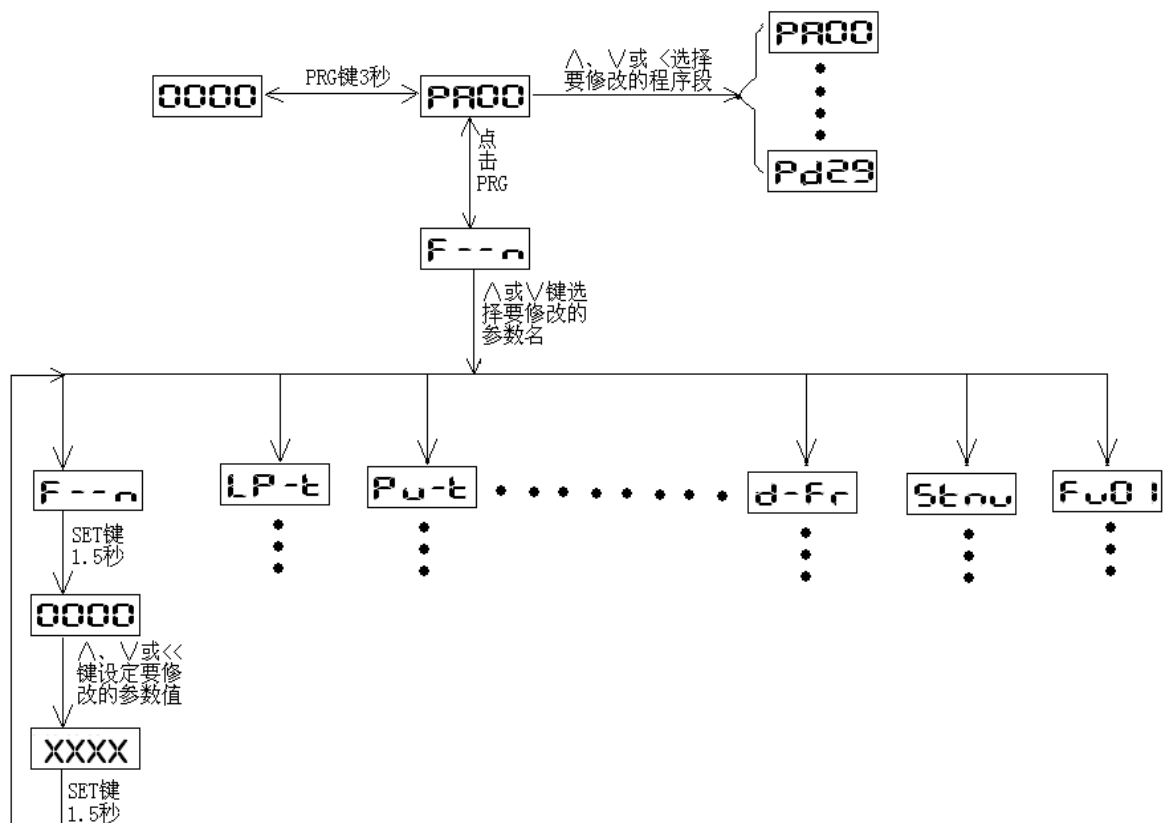 PA00
∧、∨或 <选择
要修改的程序段
PRG键3秒
0000
PA00
Pd29
点
击
PRG
F--n
∧或∨键选
择要修改的
参数名
F--n
LP-t
Pu-t
d-Fr
Stnu
Fu01
SET键
1.5秒
0000
∧、∨或<<
键设定要修
改的参数值
XXXX
SET键
1.5秒